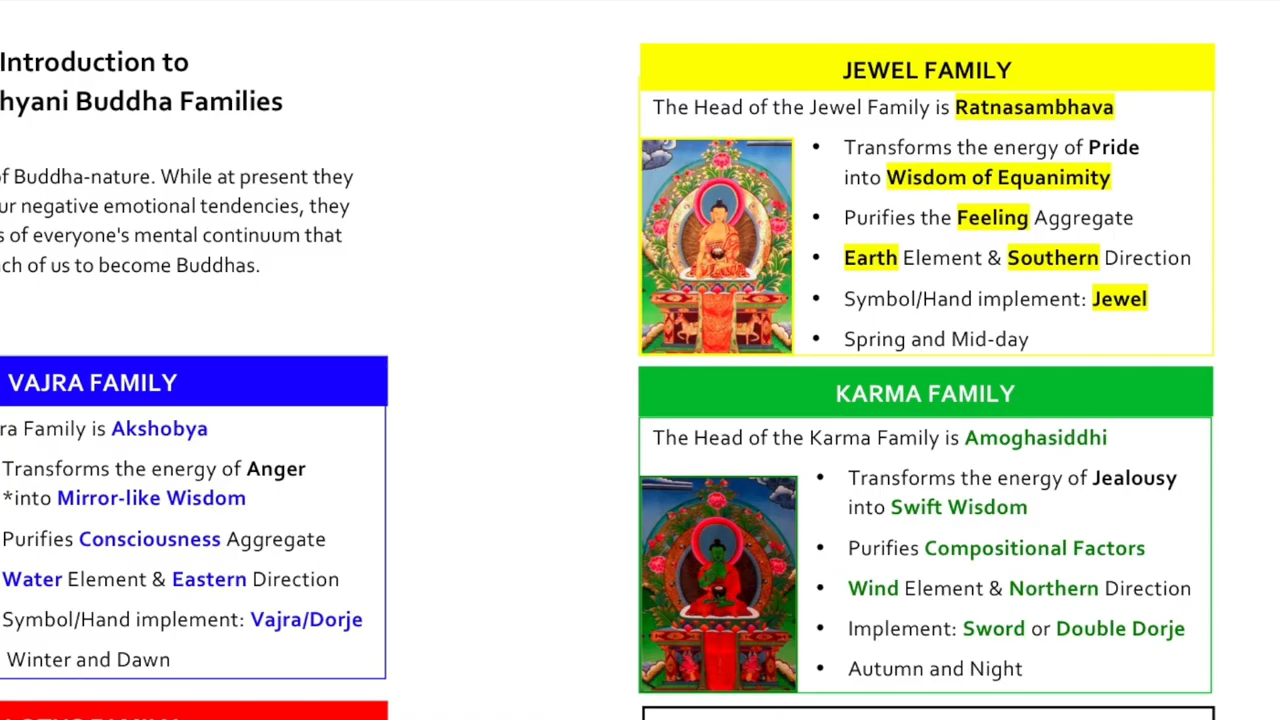 Introduction to
hyani Buddha Families
of Buddha-nature. While at present they
ur negative emotional tendencies, they
s of everyone's mental continuum that
ach of us to become Buddhas.
VAJRA FAMILY
ra Family is Akshobya
Transforms the energy of Anger
*into Mirror-like Wisdom
Purifies Consciousness Aggregate
Water Element & Eastern Direction
Symbol/Hand implement: Vajra/Dorje
Winter and Dawn
JEWEL FAMILY
The Head of the Jewel Family is Ratnasambhava
• Transforms the energy of Pride
into Wisdom of Equanimity
• Purifies the Feeling Aggregate
• Earth Element & Southern Direction
• Symbol/Hand implement: Jewel
• Spring and Mid-day
KARMA FAMILY
The Head of the Karma Family is Amoghasiddhi
• Transforms the energy of Jealousy
into Swift Wisdom
• Purifies Compositional Factors
• Wind Element & Northern Direction
• Implement: Sword or Double Dorje
• Autumn and Night